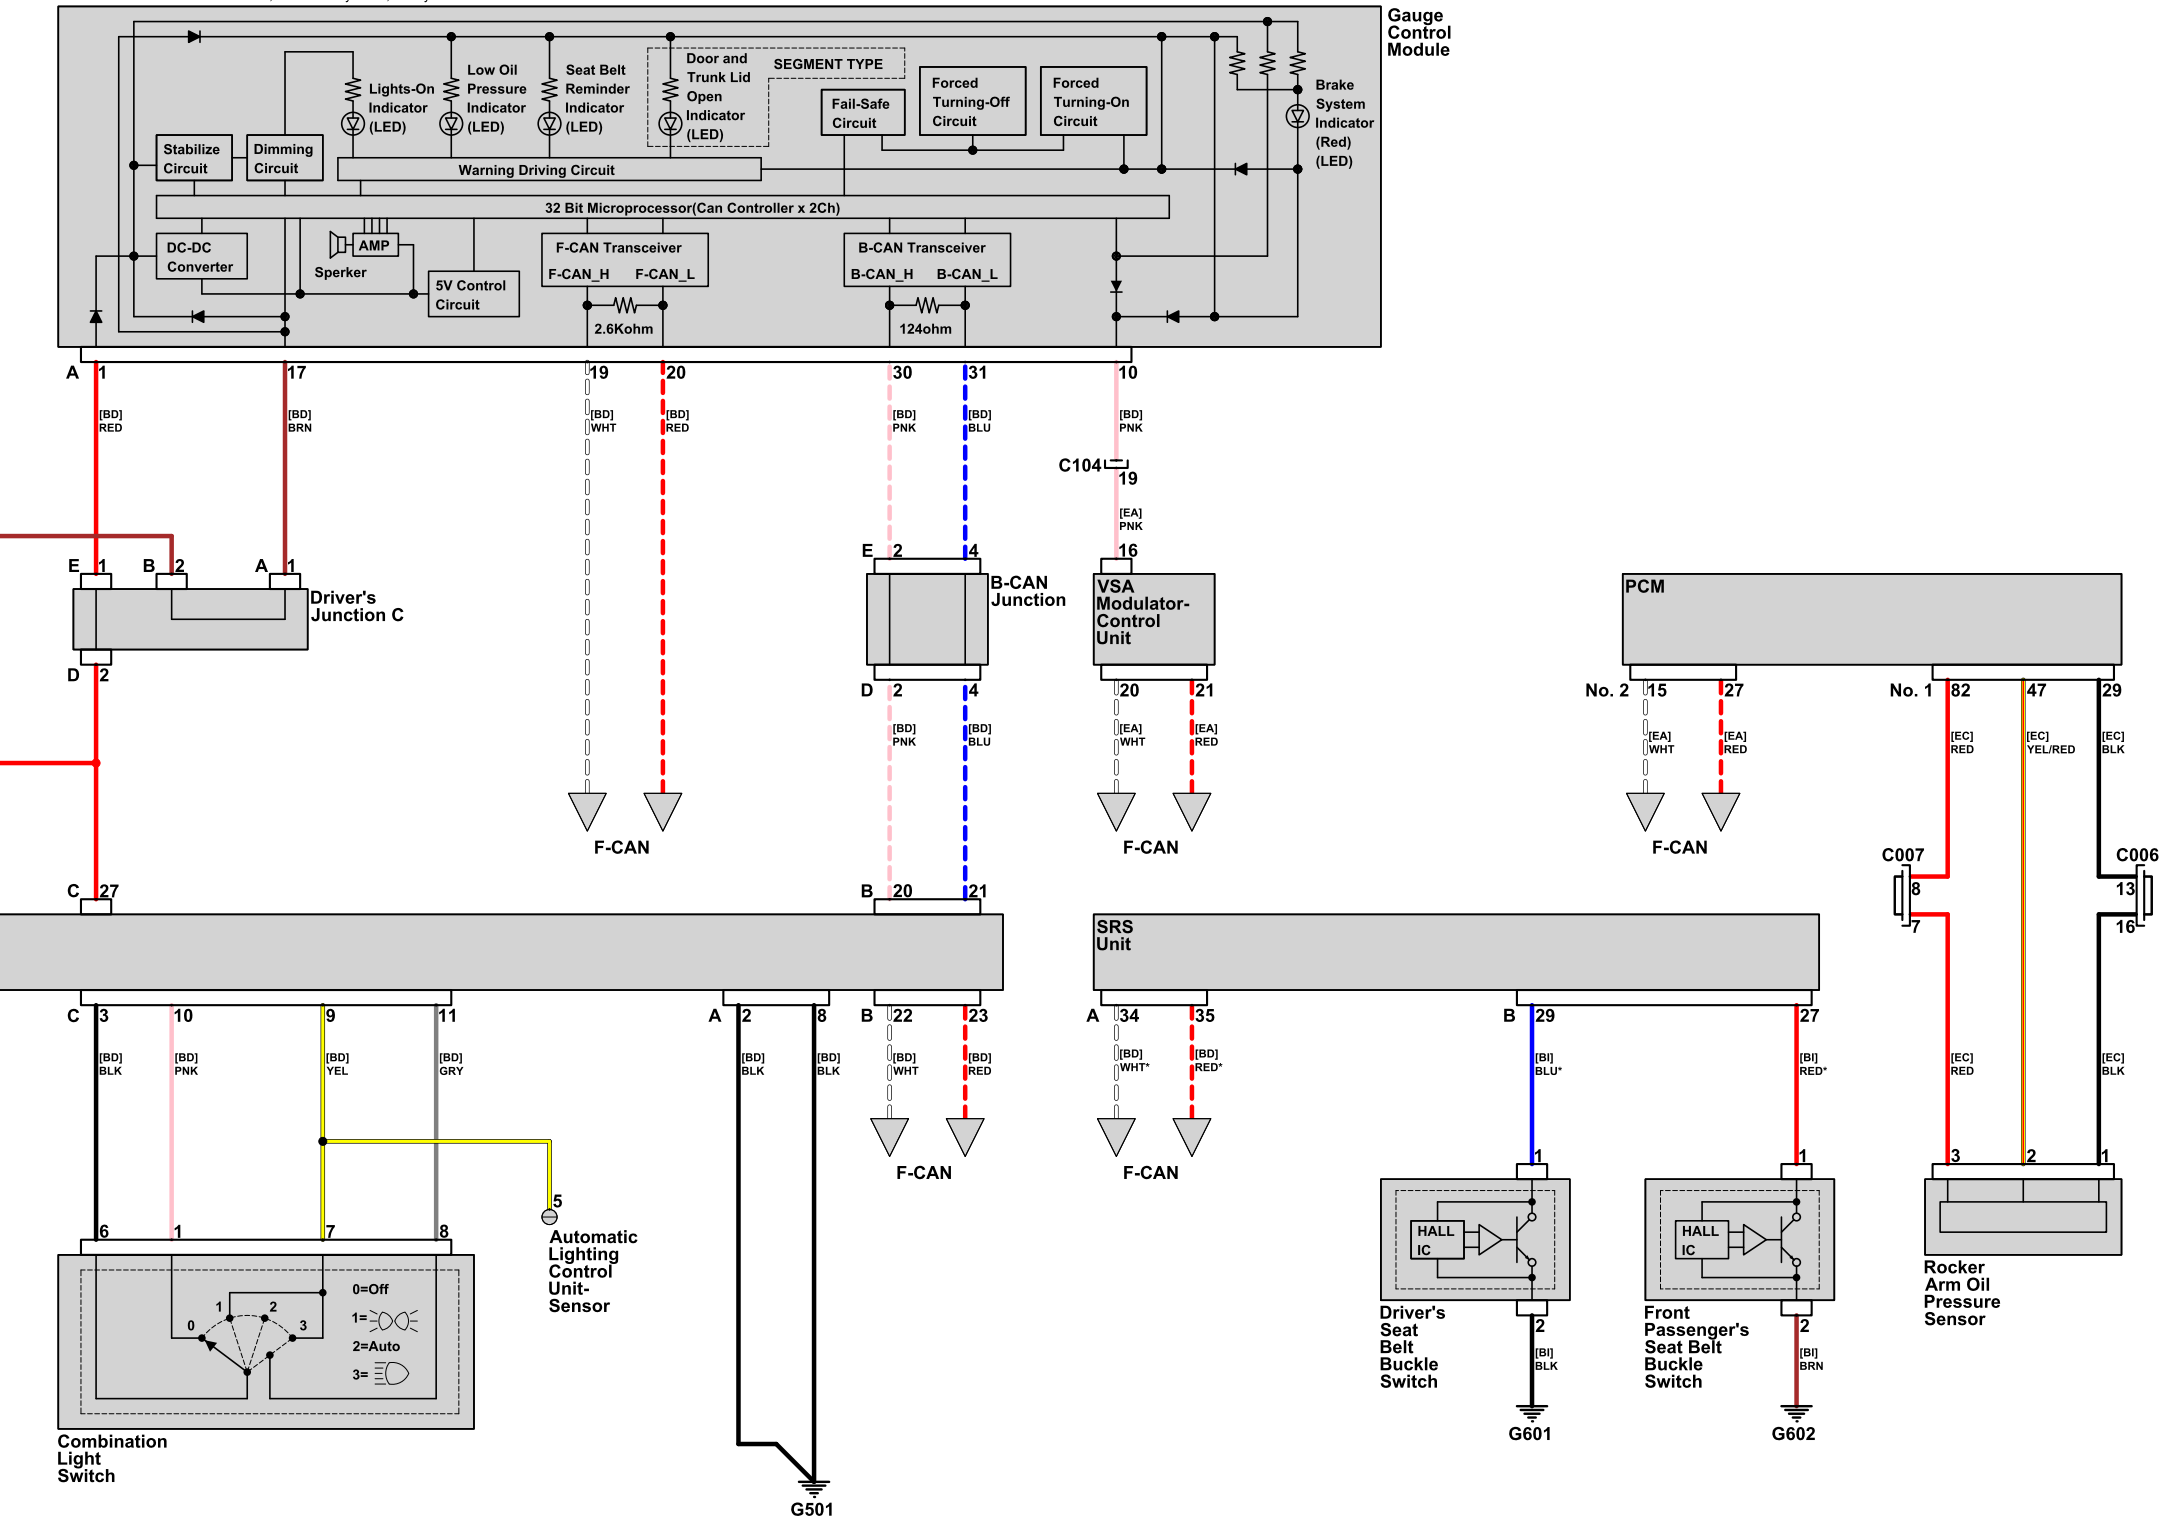 Gauge
Control
Module
Lights-On
Indicator
(LED)
Low Oil
Pressure
Indicator
(LED)
Seat Belt
Reminder
Indicator
(LED)
Door and
Trunk Lid
Open
Indicator
(LED)
SEGMENT TYPE
Fail-Safe
Circuit
Forced
Turning-Off
Circuit
Forced
Turning-On
Circuit
Brake
System
Indicator
(Red)
(LED)
Stabilize
Circuit
Dimming
Circuit
Warning Driving Circuit
32 Bit Microprocessor(Can Controller x 2Ch)
DC-DC
Converter
Sperker
AMP
5V Control
Circuit
F-CAN Transceiver
F-CAN_H F-CAN_L
2.6Kohm
B-CAN Transceiver
B-CAN_H B-CAN_L
124ohm
A 1 17 19 20 30 31 10
[BD]
RED
[BD]
BRN
[BD]
WHT
[BD]
RED
[BD]
PNK
[BD]
BLU
[BD]
PNK
C104
19
[EA]
PNK
16
E 1 B 2 A 1
Driver's
Junction C
D 2
E 2 4
B-CAN
Junction
D 2 4
VSA
Modulator-
Control
Unit
20 21
PCM
No. 2 15 27
No. 1 82 47 29
[BD]
PNK
[BD]
BLU
[EA]
WHT
[EA]
RED
[EA]
WHT
[EA]
RED
[EC]
RED
[EC]
YEL/RED
[EC]
BLK
F-CAN
F-CAN
F-CAN
C007
8
7
C006
13
16
C 27
B 20 21
SRS
Unit
C 3 10 9 11
A 2 8
B 22 23
A 34 35
B 29 27
[BD]
BLK
[BD]
PNK
[BD]
YEL
[BD]
GRY
[BD]
BLK
[BD]
BLK
[BD]
WHT
[BD]
RED
[BD]
WHT*
[BD]
RED*
[BI]
BLU*
[BI]
RED*
[EC]
RED
[EC]
BLK
F-CAN
F-CAN
5
Automatic
Lighting
Control
Unit-
Sensor
6 1 7 8
0 1 2 3
0=Off
1=
2=Auto
3=
Combination
Light
Switch
G501
1
HALL
IC
Driver's
Seat
Belt
Buckle
Switch
2
[BI]
BLK
G601
1
HALL
IC
Front
Passenger's
Seat Belt
Buckle
Switch
2
[BI]
BRN
G602
3 2 1
Rocker
Arm Oil
Pressure
Sensor